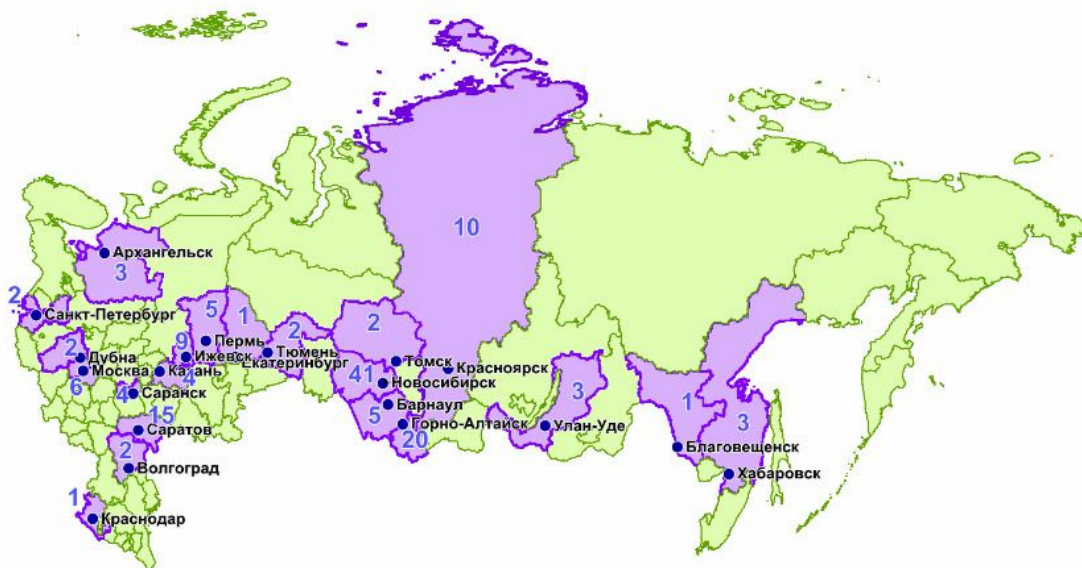 10
Архангельск
3
2
Санкт-Петербург
5
1
2
2
Пермь
9
Ижевск
Тюмень
Екатеринбург
2
Дубна
Москва
6
Казань
4
Томск
Красноярск
41
Новосибирск
4
Саранск
5
Барнаул
3
1
15
Саратов
Горно-Алтайск
20
Улан-Уде
3
Благовещенск
2
Волгоград
Хабаровск
1
Краснодар